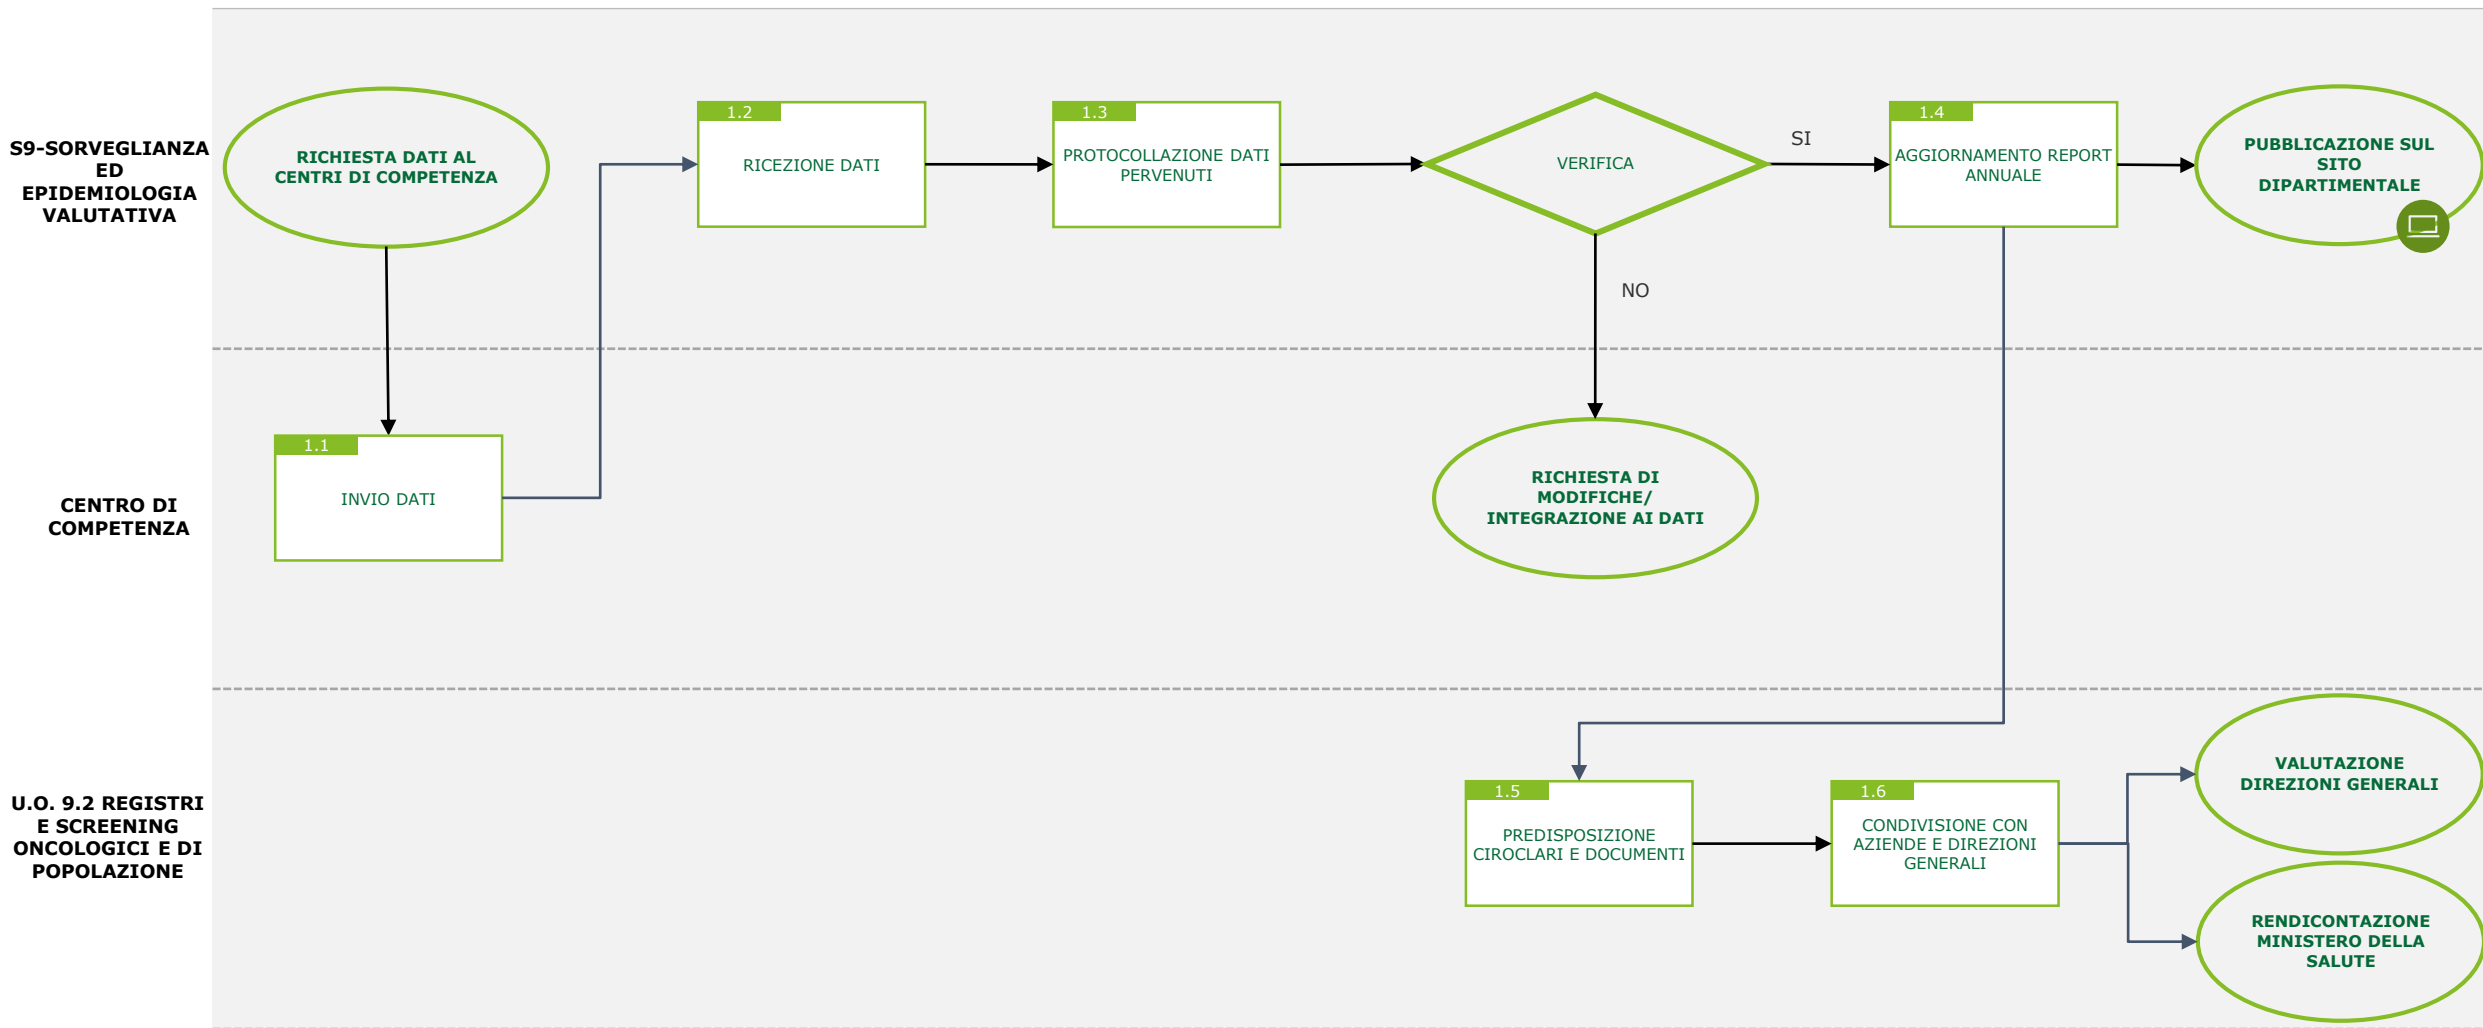 S9-SORVEGLIANZA
ED
EPIDEMIOLOGIA
VALUTATIVA
RICHIESTA DATI AL
CENTRI DI COMPETENZA
1.2
RICEZIONE DATI
1.3
PROTOCOLLAZIONE DATI
PERVENUTI
VERIFICA
SI
NO
1.4
AGGIORNAMENTO REPORT
ANNUALE
PUBBLICAZIONE SUL
SITO
DIPARTIMENTALE
CENTRO DI
COMPETENZA
1.1
INVIO DATI
RICHIESTA DI
MODIFICHE/
INTEGRAZIONE AI DATI
U.O. 9.2 REGISTRI
E SCREENING
ONCOLOGICI E DI
POPOLAZIONE
1.5
PREDISPOSIZIONE
CIROCLARI E DOCUMENTI
1.6
CONDIVISIONE CON
AZIENDE E DIREZIONI
GENERALI
VALUTAZIONE
DIREZIONI GENERALI
RENDICONTAZIONE
MINISTERO DELLA
SALUTE